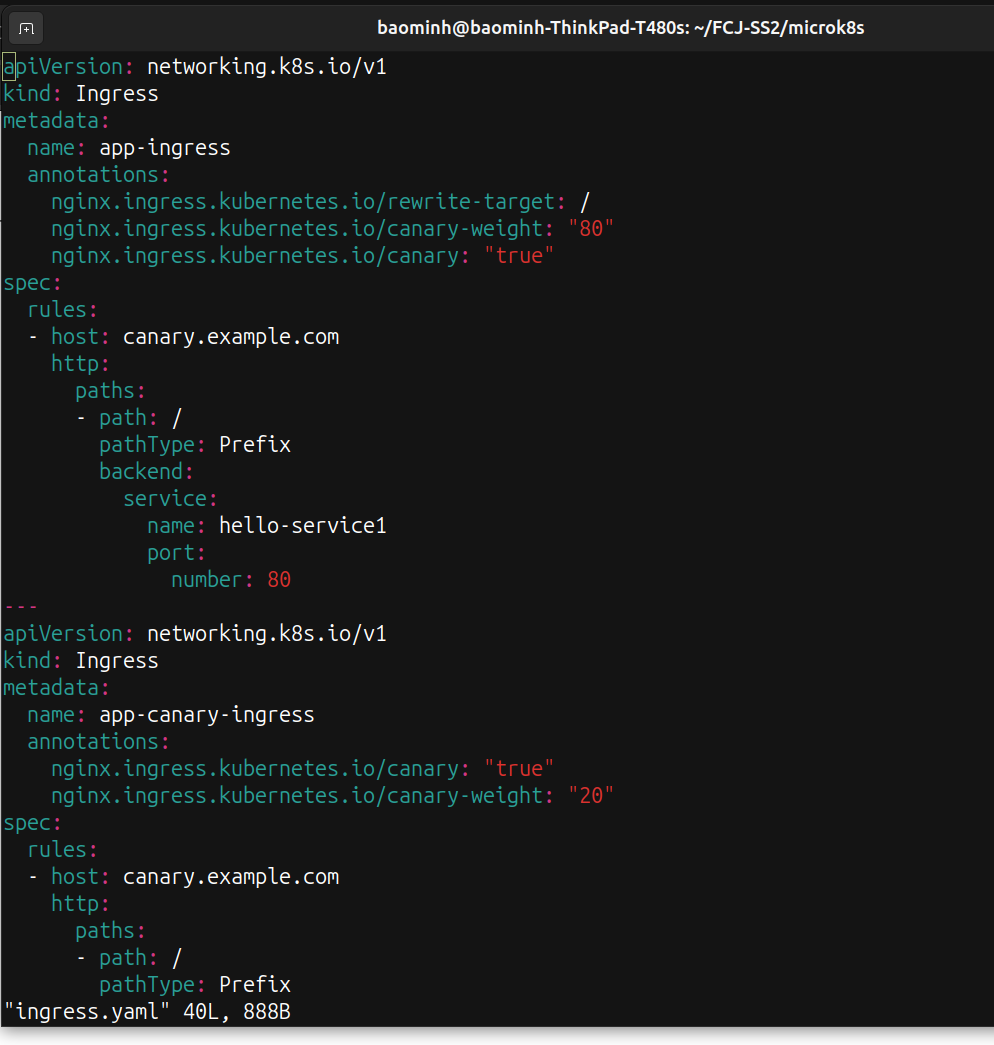 baominh@baominh-ThinkPad-T480s: ~/FCJ-SS2/microk8s
apiVersion: networking.k8s.io/v1
kind: Ingress
metadata:
  name: app-ingress
  annotations:
    nginx.ingress.kubernetes.io/rewrite-target: /
    nginx.ingress.kubernetes.io/canary-weight: "80"
    nginx.ingress.kubernetes.io/canary: "true"
spec:
  rules:
  - host: canary.example.com
    http:
      paths:
      - path: /
        pathType: Prefix
        backend:
          service:
            name: hello-service1
            port:
              number: 80
---
apiVersion: networking.k8s.io/v1
kind: Ingress
metadata:
  name: app-canary-ingress
  annotations:
    nginx.ingress.kubernetes.io/canary: "true"
    nginx.ingress.kubernetes.io/canary-weight: "20"
spec:
  rules:
  - host: canary.example.com
    http:
      paths:
      - path: /
        pathType: Prefix
"ingress.yaml" 40L, 888B